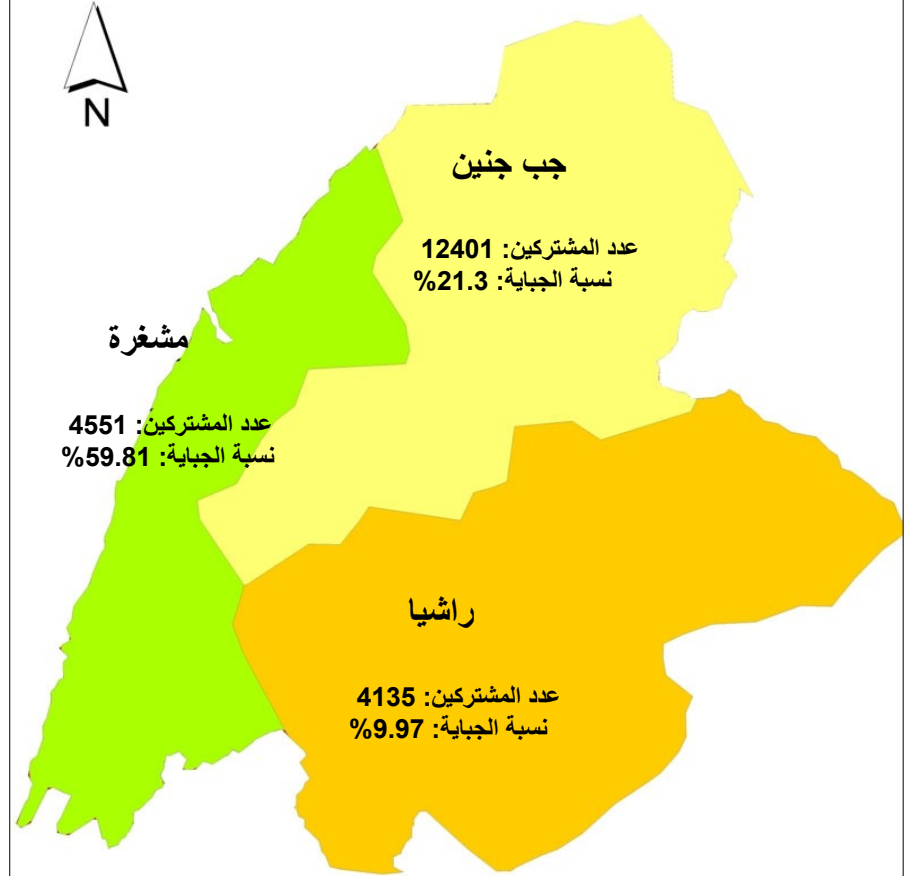 N
جب جنين
عدد المشتركين: 12401
نسبة الجباية: 21.3%
مشغرة
عدد المشتركين: 4551
نسبة الجباية: 59.81%
راشيا
عدد المشتركين: 4135
نسبة الجباية: 9.97%